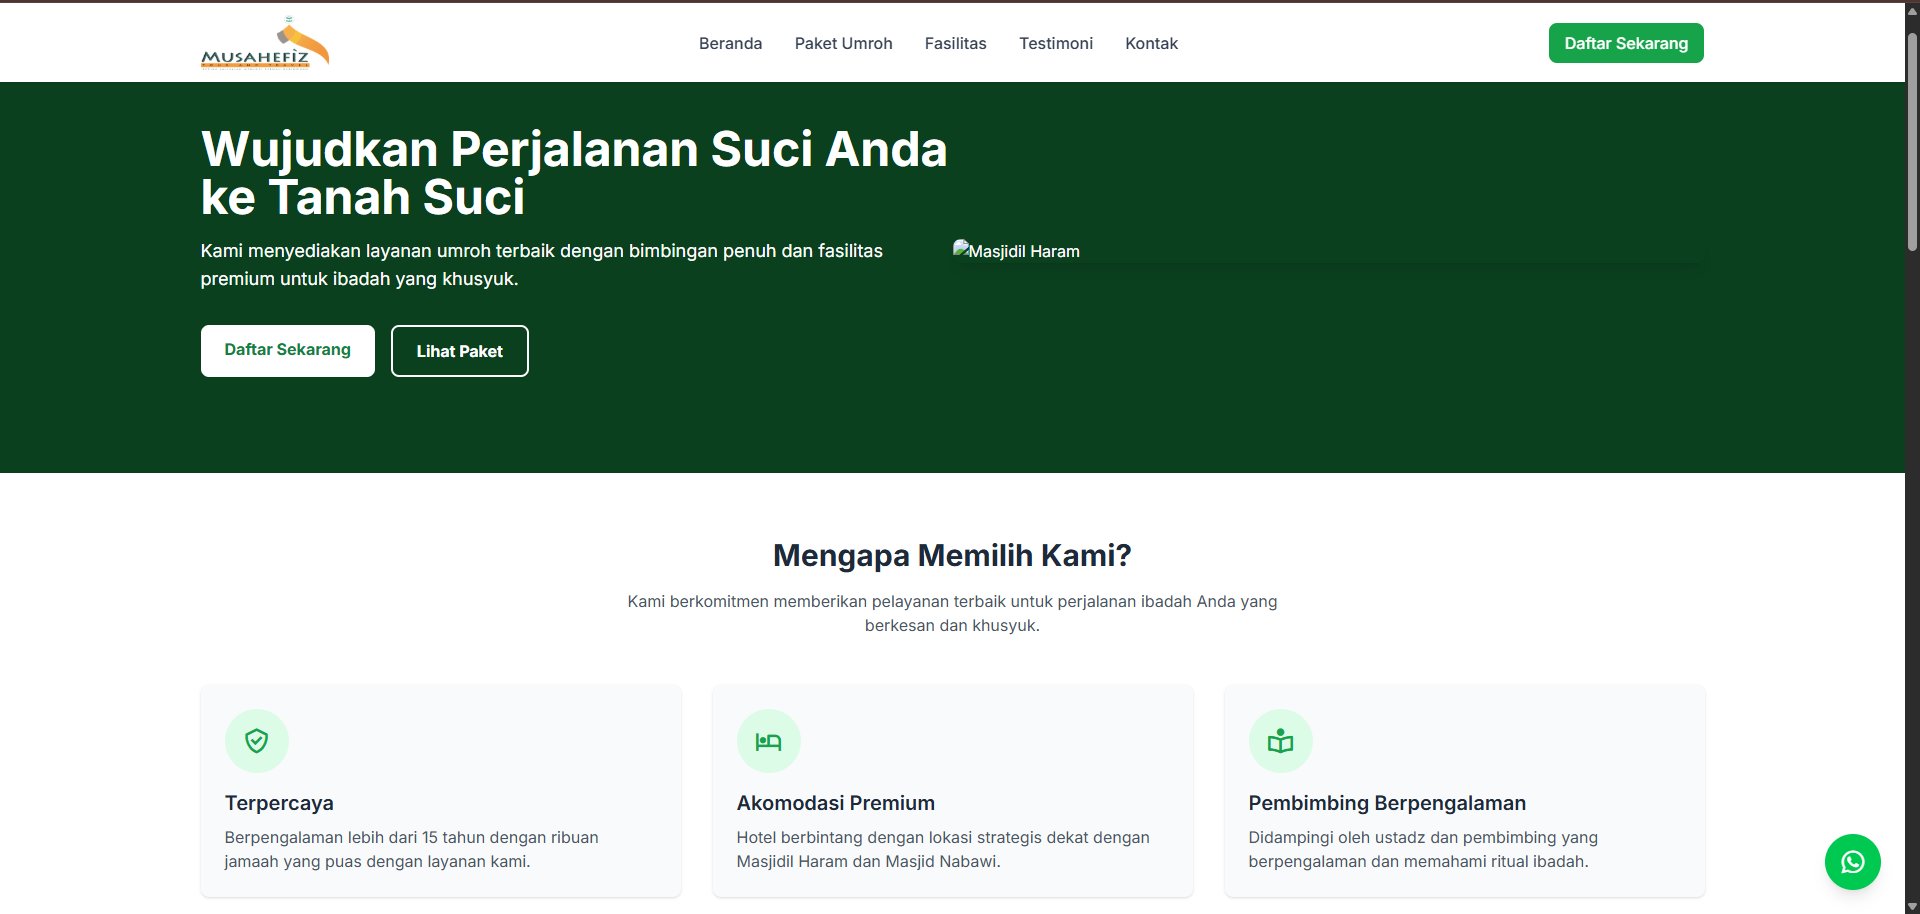 MUSAHEFIZ
Beranda
Paket Umroh
Fasilitas
Testimoni
Kontak
Daftar Sekarang
Wujudkan Perjalanan Suci Anda
ke Tanah Suci
Kami menyediakan layanan umroh terbaik dengan bimbingan penuh dan fasilitas
premium untuk ibadah yang khusyuk.
Daftar Sekarang
Lihat Paket
Masjidil Haram
Mengapa Memilih Kami?
Kami berkomitmen memberikan pelayanan terbaik untuk perjalanan ibadah Anda yang
berkesan dan khusyuk.
Terpercaya
Berpengalaman lebih dari 15 tahun dengan ribuan
jamaah yang puas dengan layanan kami.
Akomodasi Premium
Hotel berbintang dengan lokasi strategis dekat dengan
Masjidil Haram dan Masjid Nabawi.
Pembimbing Berpengalaman
Didampingi oleh ustadz dan pembimbing yang
berpengalaman dan memahami ritual ibadah.